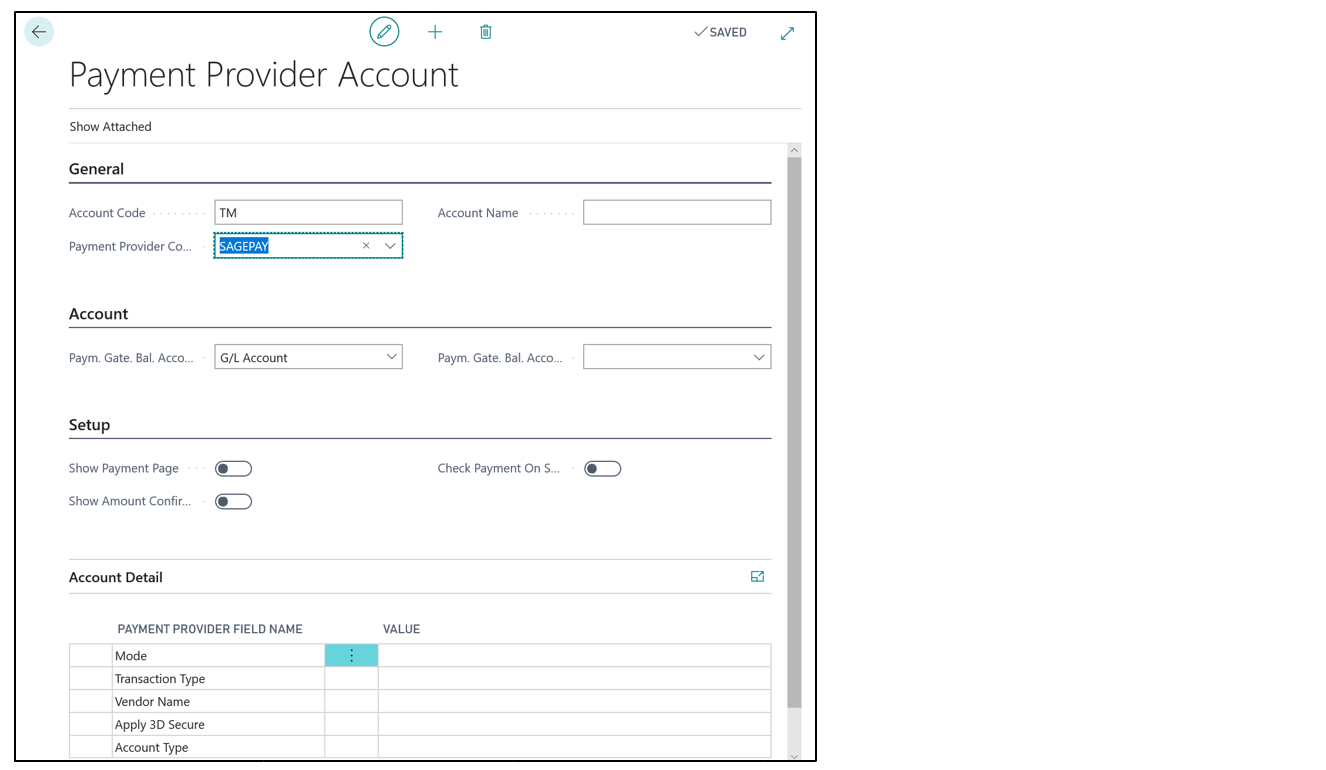 SAVED
Payment Provider Account
Show Attached
General
Account Code TM Account Name
Payment Provider Co... SAGEPAY
Account
Paym. Gate. Bal. Acco... G/L Account Paym. Gate. Bal. Acco...
Setup
Show Payment Page Check Payment On S...
Show Amount Confir...
Account Detail
PAYMENT PROVIDER FIELD NAME VALUE
Mode
Transaction Type
Vendor Name
Apply 3D Secure
Account Type